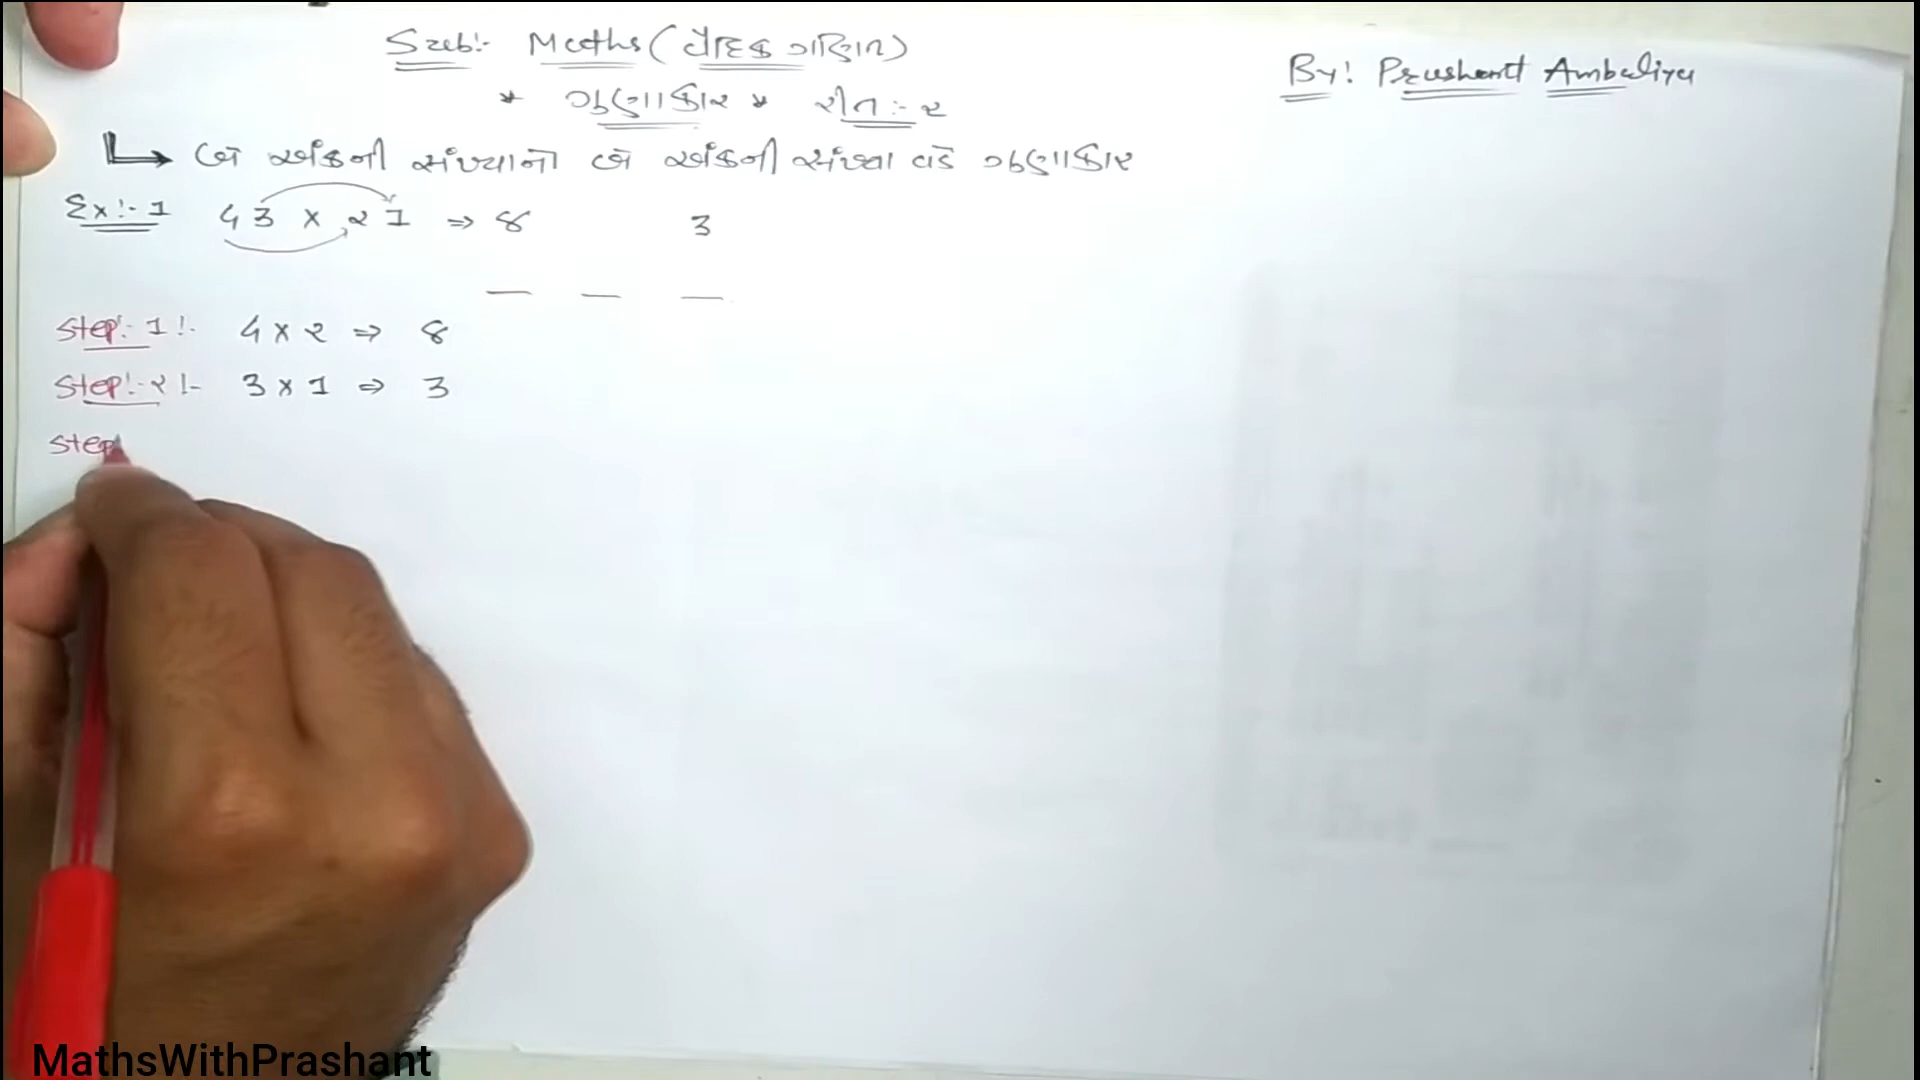 Sub:- Maths (વૈદિક ગણિત)
By: Prashant Ambaliya
* ગુણાકાર * રીત :- ૨
બે અંકની સંખ્યાનો બે અંકની સંખ્યા વડે ગુણાકાર
Ex:- 1 43 × ૨1 ⇒ 8 3
— — —
Step:- 1 :- 4 × ૨ ⇒ 8
Step:- ૨ :- 3 × 1 ⇒ 3
Step
MathsWithPrashant